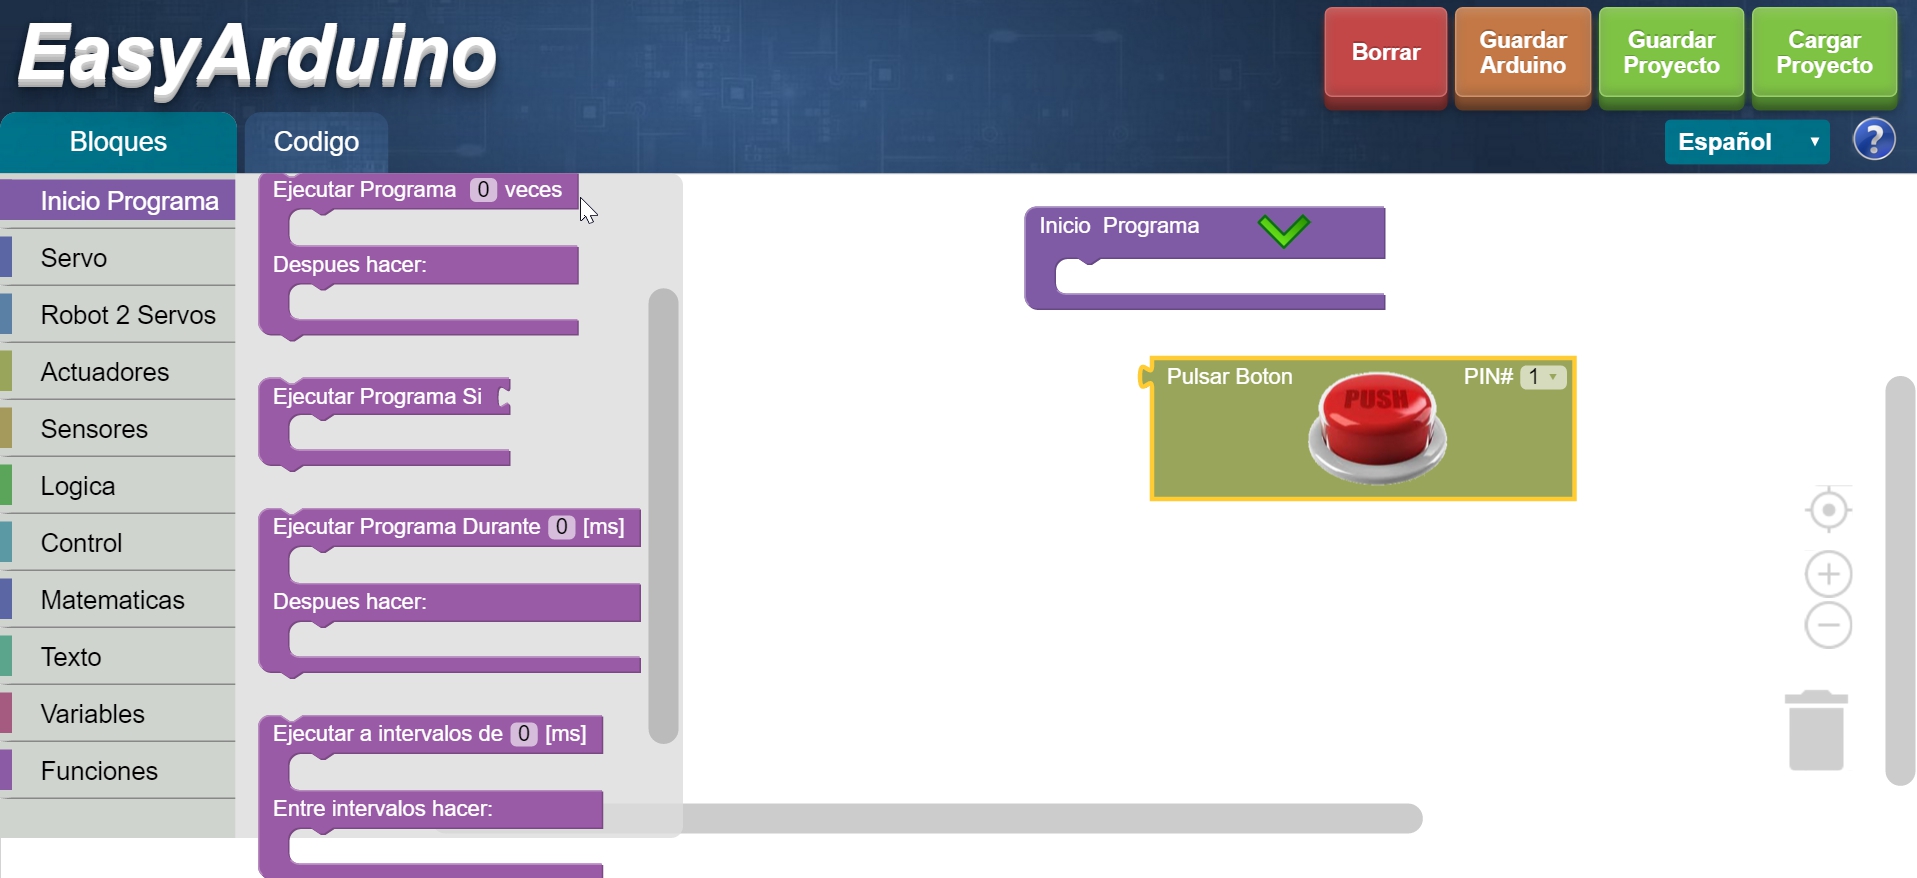 EasyArduino
Borrar
Guardar
Arduino
Guardar
Proyecto
Cargar
Proyecto
Bloques
Codigo
Español
?
Inicio Programa
Servo
Robot 2 Servos
Actuadores
Sensores
Logica
Control
Matematicas
Texto
Variables
Funciones
Ejecutar Programa 0 veces
Despues hacer:
Ejecutar Programa Si
Ejecutar Programa Durante 0 [ms]
Despues hacer:
Ejecutar a intervalos de 0 [ms]
Entre intervalos hacer:
Inicio Programa
Pulsar Boton PIN# 1
PUSH